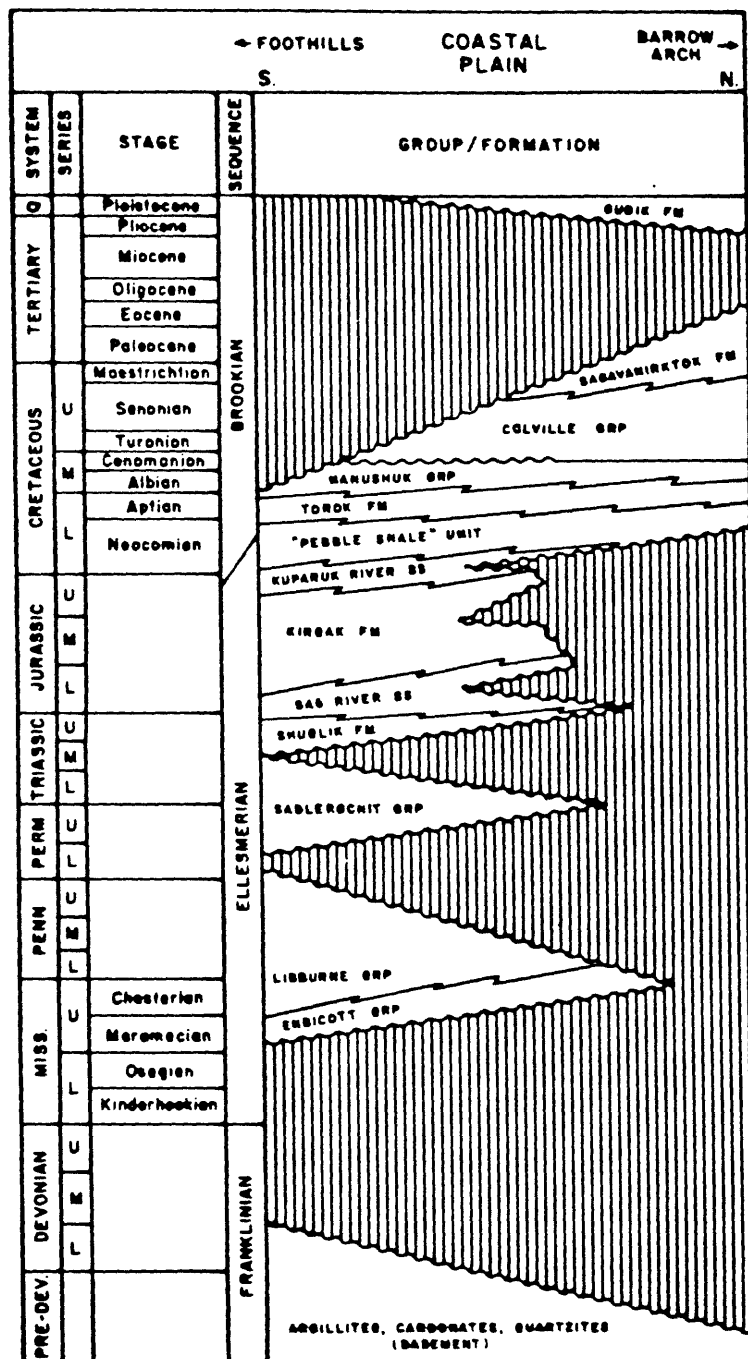 ← FOOTHILLS
COASTAL PLAIN
BARROW ARCH →
S.
N.
SYSTEM
SERIES
STAGE
SEQUENCE
GROUP/FORMATION
Q
Pleistocene
GUBIK FM
TERTIARY
Pliocene
Miocene
Oligocene
Eocene
Paleocene
BROOKIAN
SAGAVANIRKTOK FM
CRETACEOUS
U
Maestrichtian
Senonian
Turonian
COLVILLE GRP
M
Cenomanian
Albian
NANUSHUK GRP
L
Aptian
Neocomian
TOROK FM
"PEBBLE SHALE" UNIT
KUPARUK RIVER SS
JURASSIC
U
M
L
KINGAK FM
SAG RIVER SS
TRIASSIC
U
M
L
SHUBLIK FM
ELLESMERIAN
SADLEROCHIT GRP
PERM
U
L
PENN
U
M
L
LISBURNE GRP
MISS.
U
Chesterian
Meramecian
ENDICOTT GRP
L
Osagian
Kinderhookian
DEVONIAN
U
M
L
FRANKLINIAN
PRE-DEV.
ARGILLITES, CARBONATES, QUARTZITES
(BASEMENT)